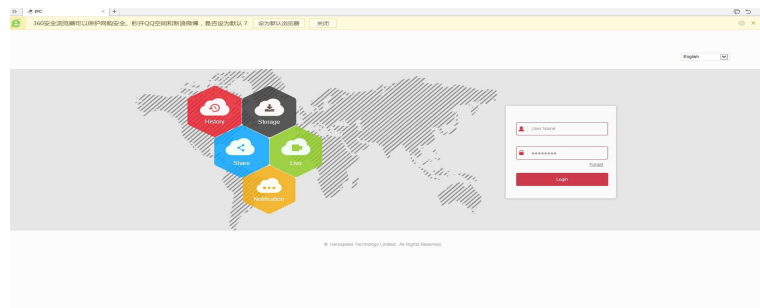 IPC
360安全浏览器可以保护网购安全、秒开QQ空间和新浪微博，是否设为默认？ 设为默认浏览器 关闭
English
History
Storage
Share
Live
Notification
User Name
Forget
Login
© Herospeed Technology Limited. All Rights Reserved.